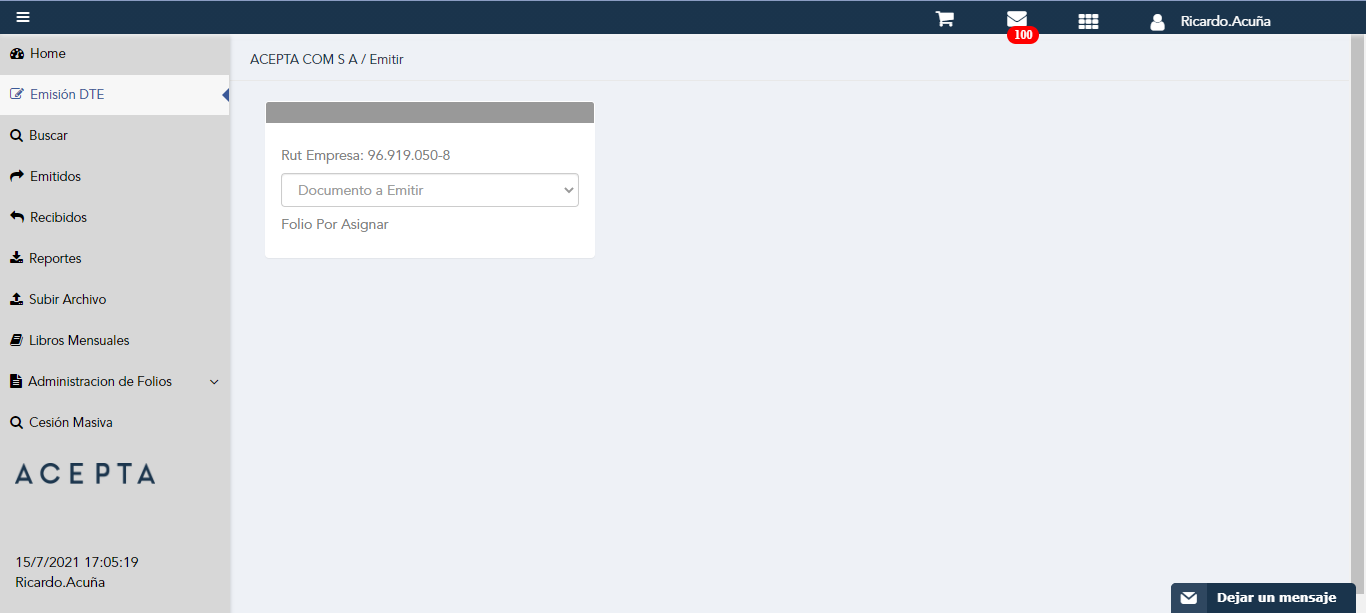 Ricardo.Acuña
100
Home
Emisión DTE
Buscar
Emitidos
Recibidos
Reportes
Subir Archivo
Libros Mensuales
Administracion de Folios
Cesión Masiva
ACEPTA
15/7/2021 17:05:19
Ricardo.Acuña
ACEPTA COM S A / Emitir
Rut Empresa: 96.919.050-8
Documento a Emitir
Folio Por Asignar
Dejar un mensaje